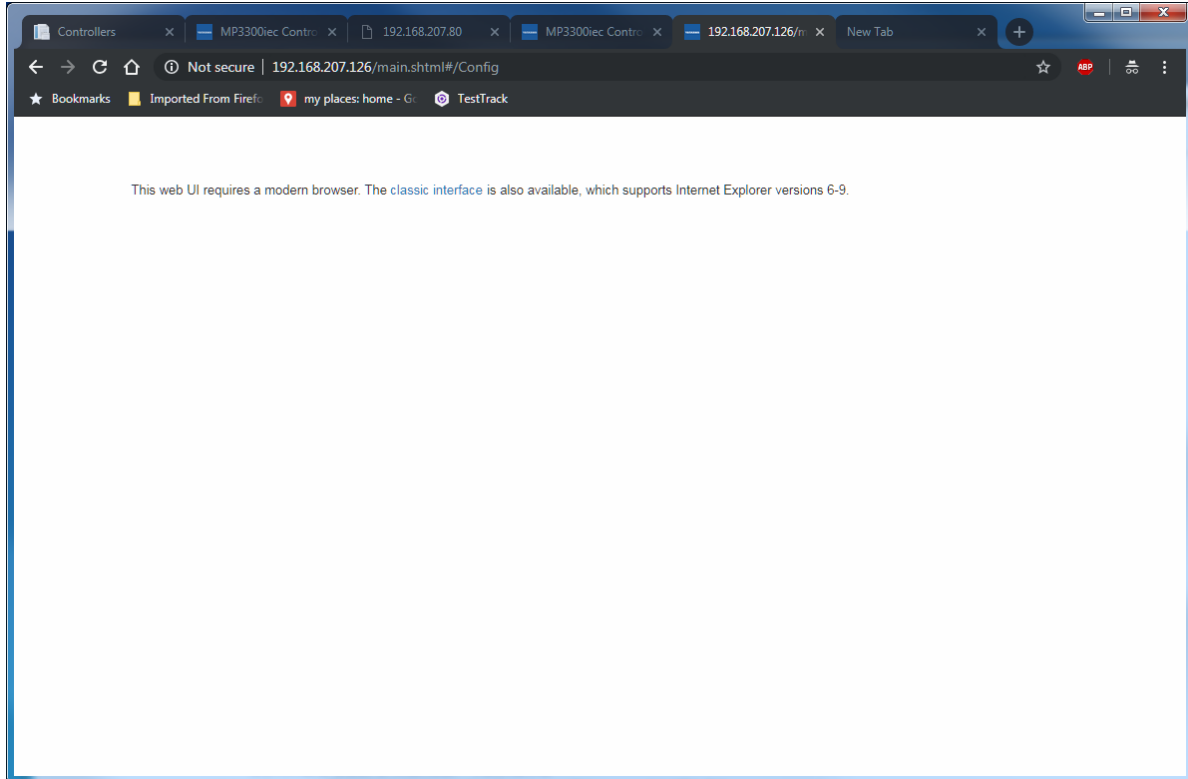 Controllers
MP3300iec Contro
192.168.207.80
MP3300iec Contro
192.168.207.126/m
New Tab
Not secure | 192.168.207.126/main.shtml#/Config
ABP
Bookmarks
Imported From Firefo
my places: home - Go
TestTrack
This web UI requires a modern browser. The classic interface is also available, which supports Internet Explorer versions 6-9.